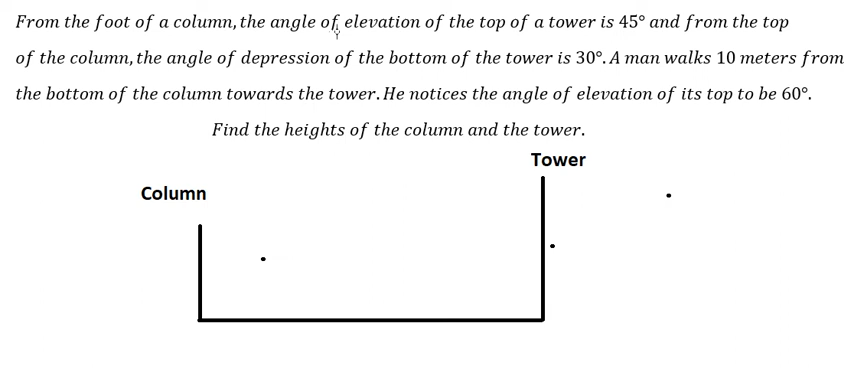 From the foot of a column, the angle of elevation of the top of a tower is 45° and from the top
of the column, the angle of depression of the bottom of the tower is 30°. A man walks 10 meters from
the bottom of the column towards the tower. He notices the angle of elevation of its top to be 60°.
Find the heights of the column and the tower.
Tower
Column